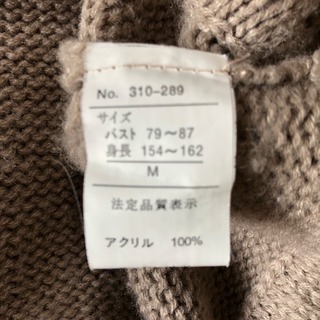 No. 310-289
サイズ
バスト 79～87
身長 154～162
M
法定品質表示
アクリル 100%